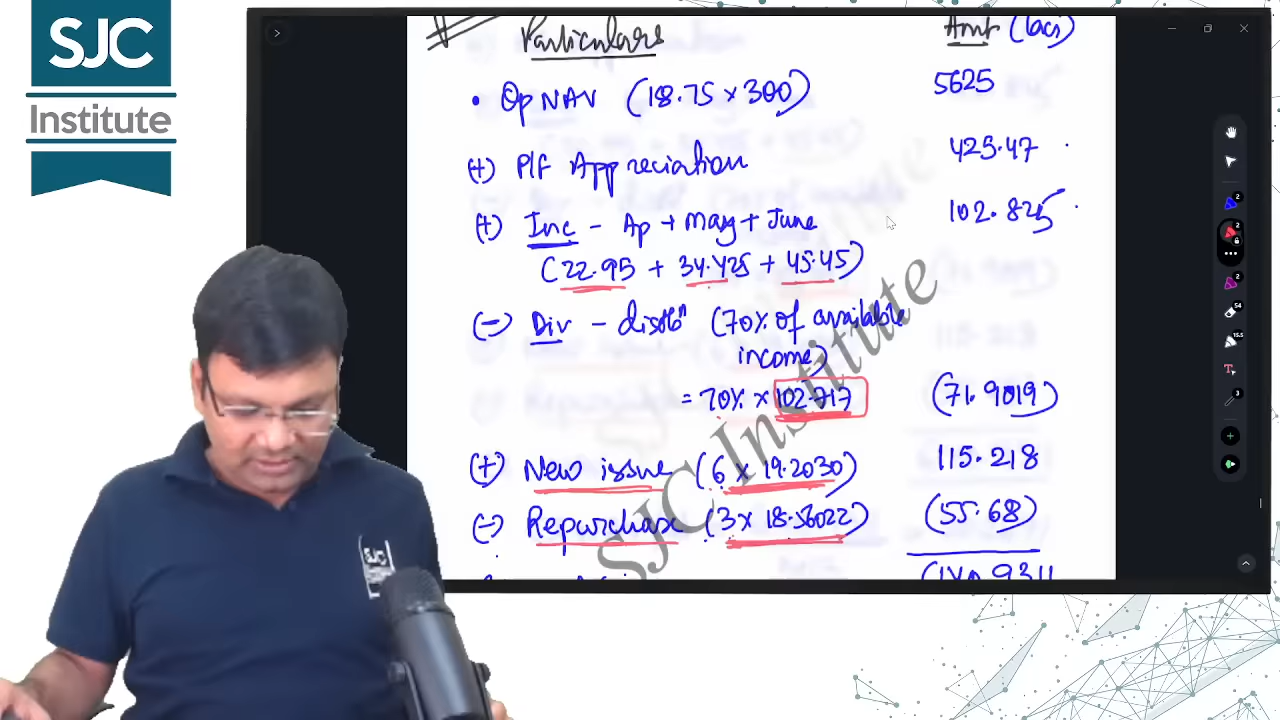 SJC
Institute
Particulars Amt (lacs)
• Op NAV (18.75 x 300) 5625
(+) P/F Appreciation 425.47
(+) Inc - Ap + May + June 102.825
(22.95 + 34.425 + 45.45)
(-) Div - distbn (70% of available income)
= 70% x 102.717 (71.9019)
(+) New issue (6 x 19.2030) 115.218
(-) Repurchase (3 x 18.56022) (55.68)
SJC Institute
SJC